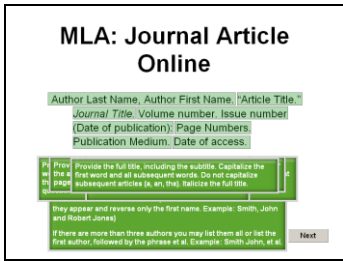 MLA: Journal Article
Online
Author Last Name, Author First Name. "Article Title."
Journal Title. Volume number. Issue number
(Date of publication): Page Numbers.
Publication Medium. Date of access.
Provide the full title, including the subtitle. Capitalize the
first word and all subsequent words. Do not capitalize
subsequent articles (a, an, the). Italicize the full title.
they appear and reverse only the first name. Example: Smith, John
and Robert Jones)
If there are more than three authors you may list them all or list the
first author, followed by the phrase et al. Example: Smith John, et al.
Next